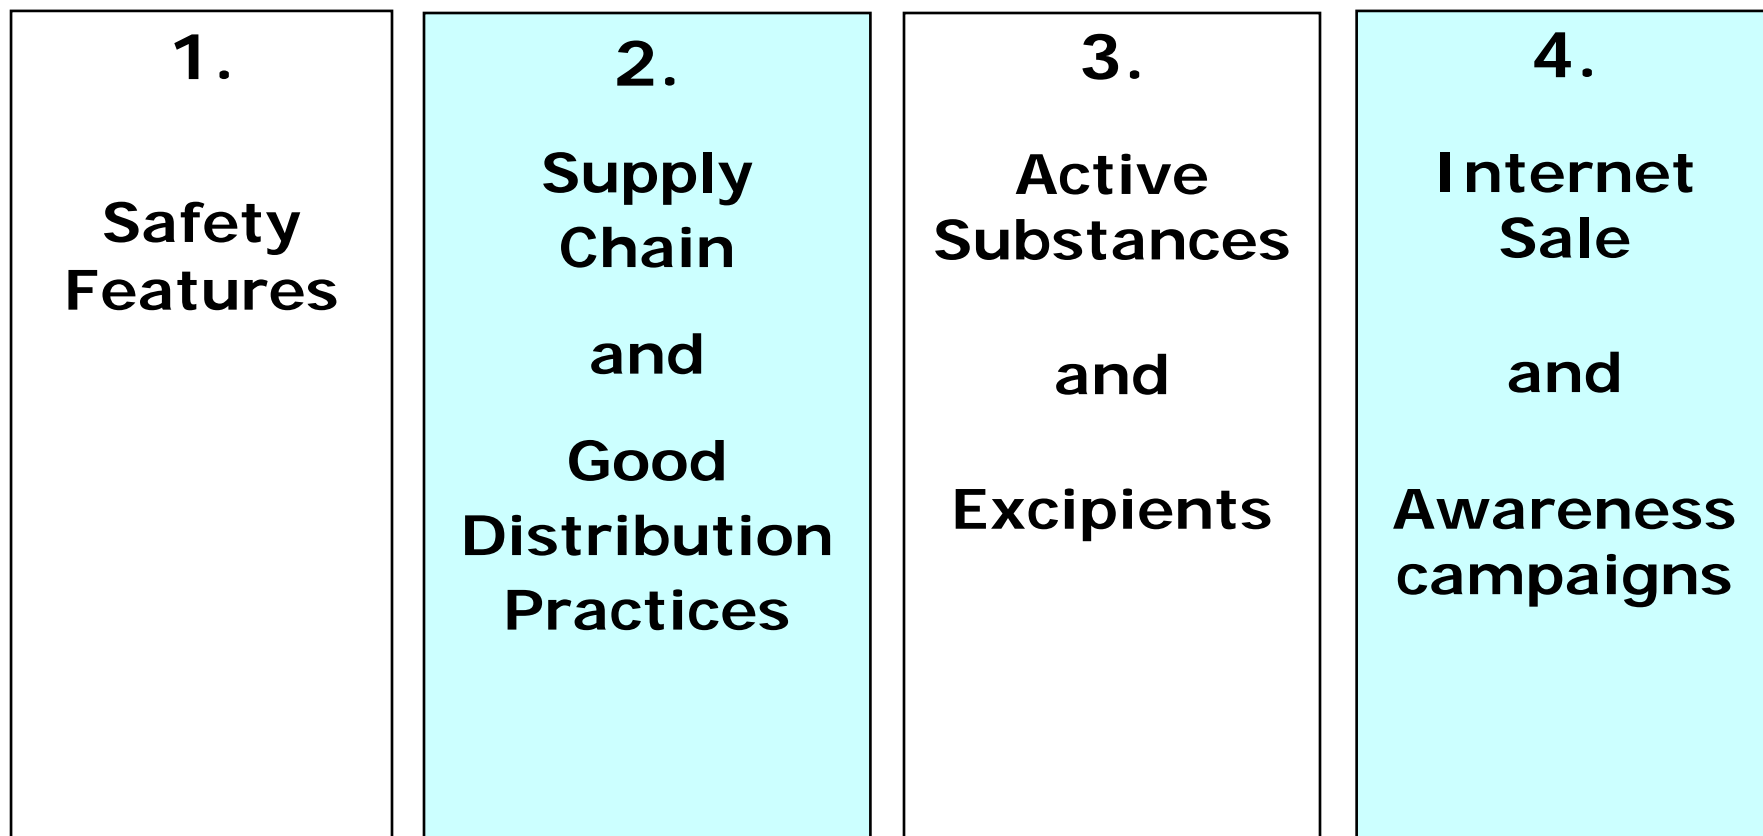 1.
Safety
Features
2.
Supply
Chain
and
Good
Distribution
Practices
3.
Active
Substances
and
Excipients
4.
Internet
Sale
and
Awareness
campaigns